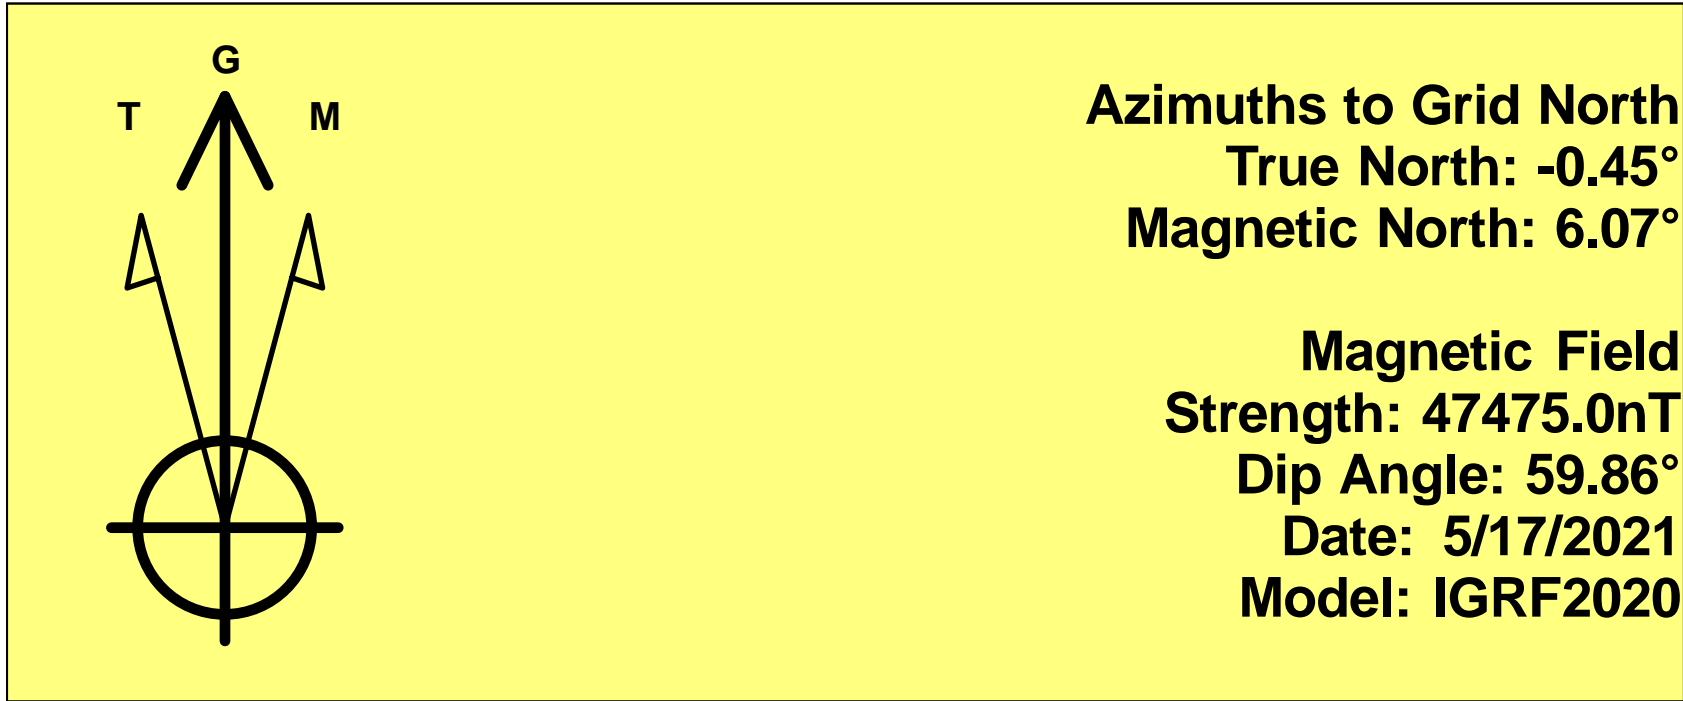 G
T
M
Azimuths to Grid North
True North: -0.45°
Magnetic North: 6.07°
Magnetic Field
Strength: 47475.0nT
Dip Angle: 59.86°
Date: 5/17/2021
Model: IGRF2020